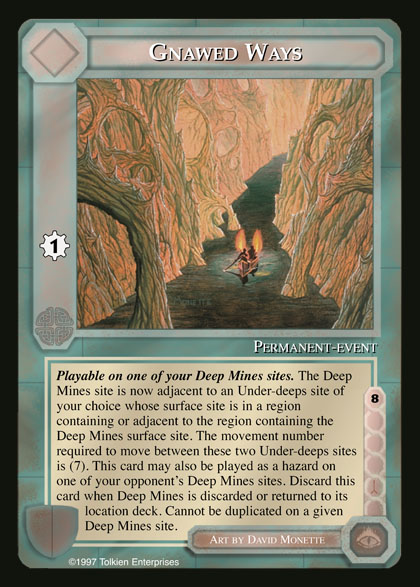 Gnawed Ways
1
Permanent-event
Playable on one of your Deep Mines sites. The Deep
Mines site is now adjacent to an Under-deeps site of
your choice whose surface site is in a region
containing or adjacent to the region containing the
Deep Mines surface site. The movement number
required to move between these two Under-deeps sites
is (7). This card may also be played as a hazard on
one of your opponent's Deep Mines sites. Discard this
card when Deep Mines is discarded or returned to its
location deck. Cannot be duplicated on a given
Deep Mines site.
8
Art by David Monette
©1997 Tolkien Enterprises